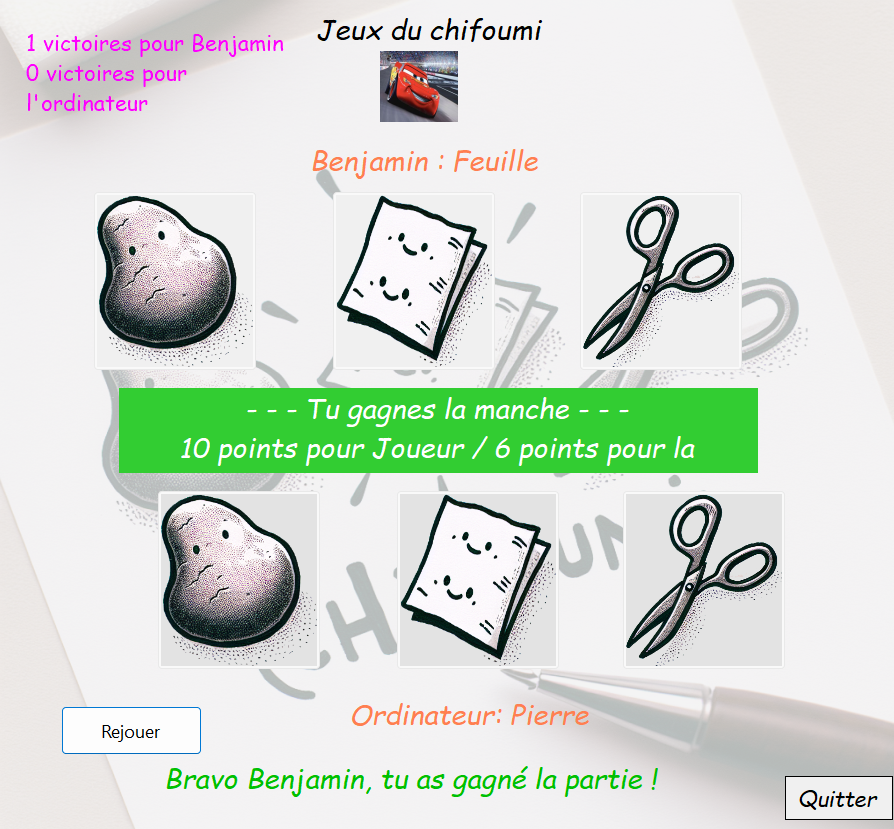 Jeux du chifoumi
1 victoires pour Benjamin
0 victoires pour
l'ordinateur
Benjamin : Feuille
- - - Tu gagnes la manche - - -
10 points pour Joueur / 6 points pour la
Ordinateur: Pierre
Rejouer
Bravo Benjamin, tu as gagné la partie !
Quitter